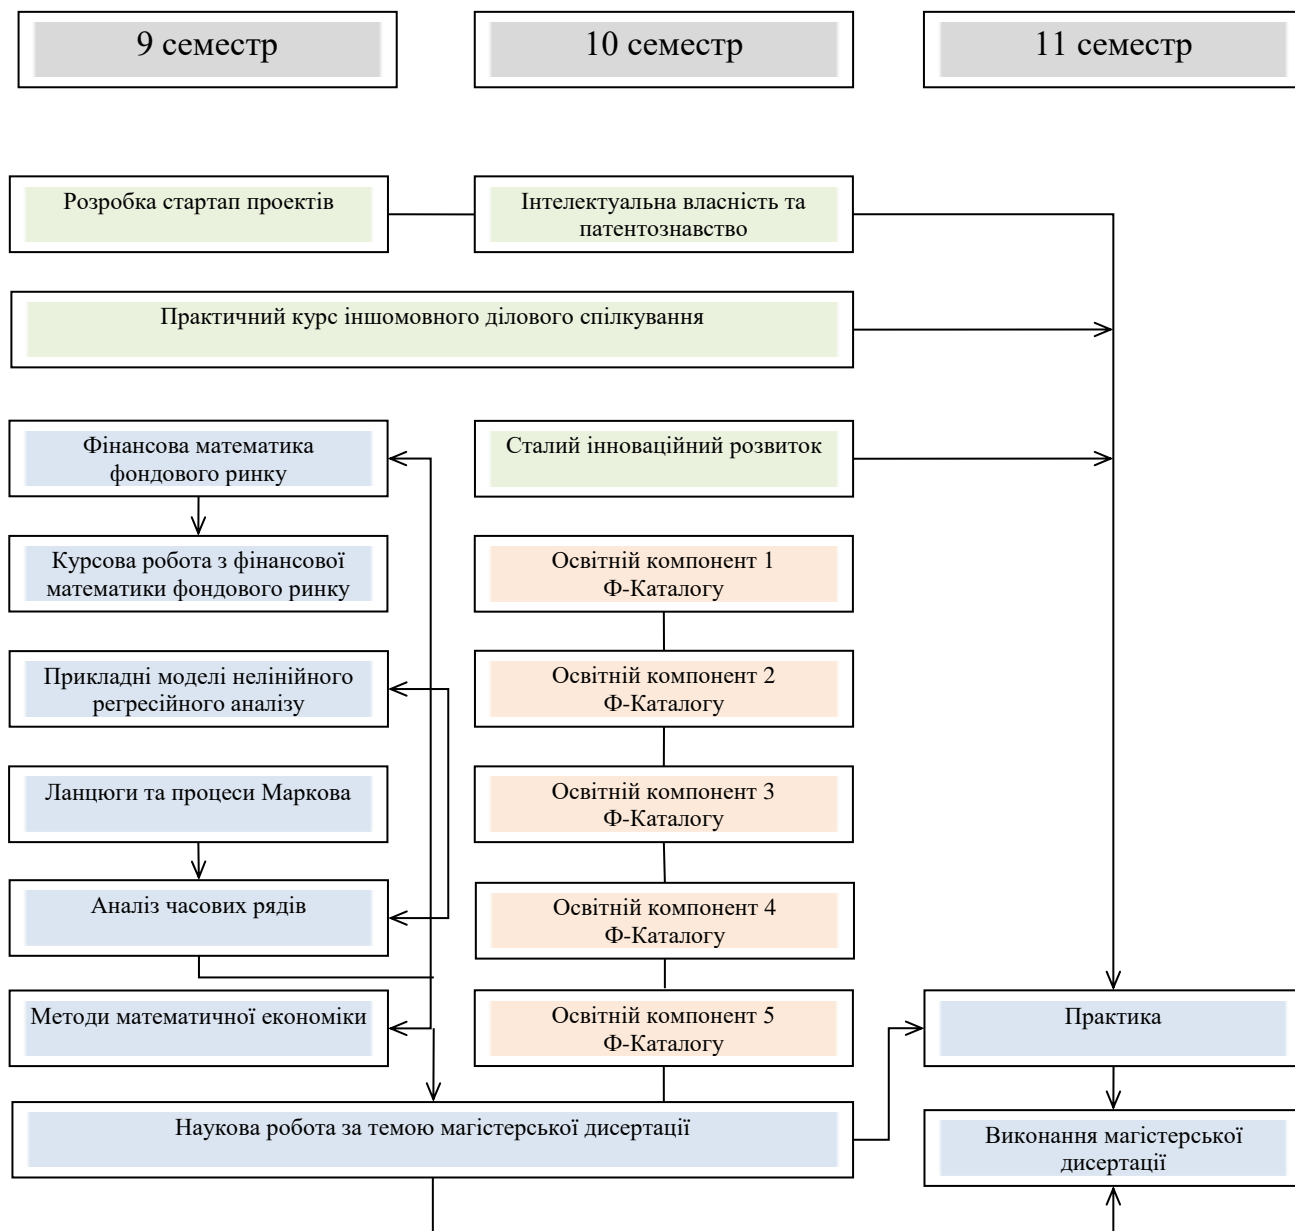 9 семестр
10 семестр
11 семестр
Розробка стартап проектів
Інтелектуальна власність та
патентознавство
Практичний курс іншомовного ділового спілкування
Фінансова математика
фондового ринку
Сталий інноваційний розвиток
Курсова робота з фінансової
математики фондового ринку
Освітній компонент 1
Ф-Каталогу
Прикладні моделі нелінійного
регресійного аналізу
Освітній компонент 2
Ф-Каталогу
Ланцюги та процеси Маркова
Освітній компонент 3
Ф-Каталогу
Аналіз часових рядів
Освітній компонент 4
Ф-Каталогу
Методи математичної економіки
Освітній компонент 5
Ф-Каталогу
Практика
Наукова робота за темою магістерської дисертації
Виконання магістерської
дисертації